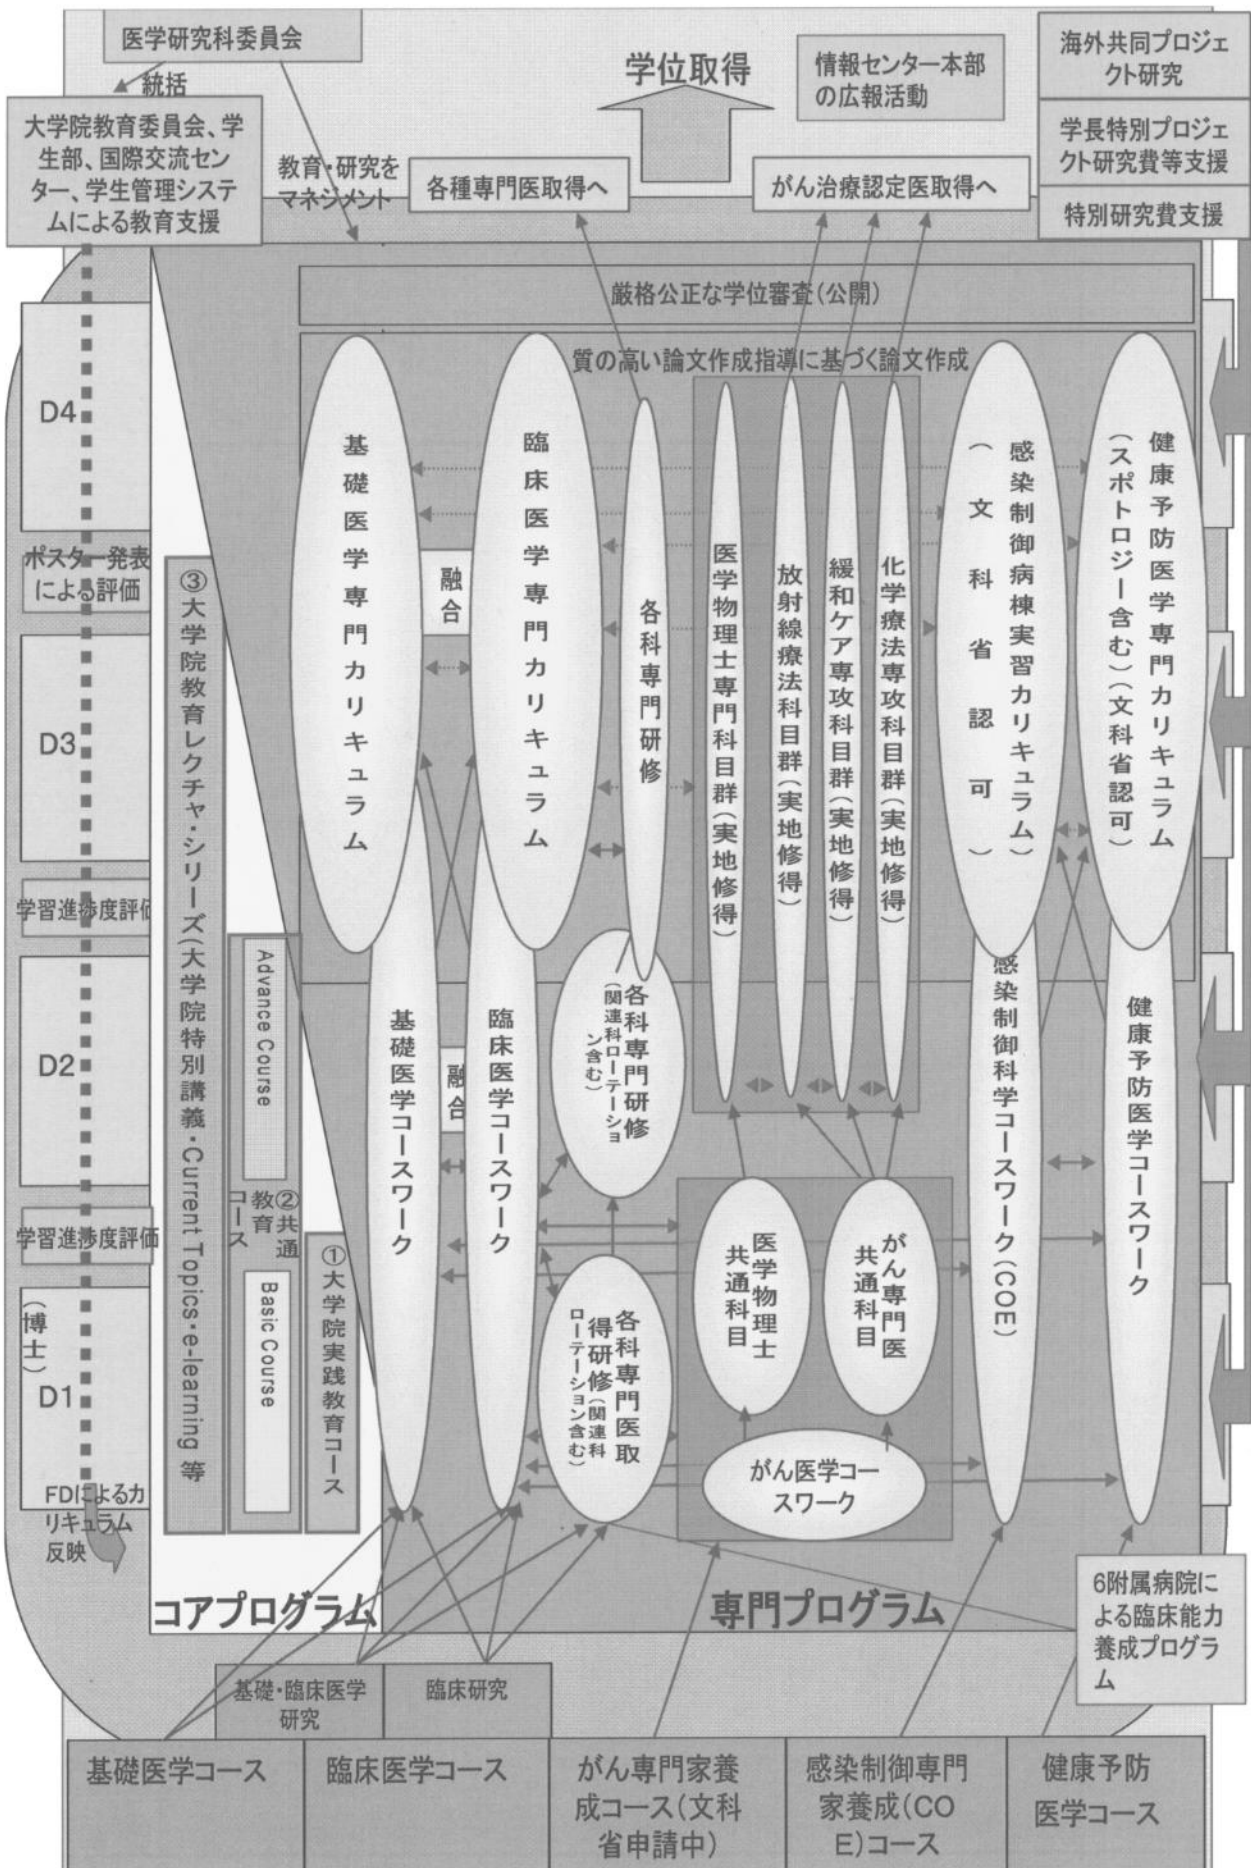 医学研究科委員会
統括
大学院教育委員会、学
生部、国際交流セン
ター、学生管理システ
ムによる教育支援
教育・研究を
マネジメント
学位取得
情報センター本部
の広報活動
海外共同プロジェ
クト研究
学長特別プロジェ
クト研究費等支援
特別研究費支援
各種専門医取得へ
がん治療認定医取得へ
厳格公正な学位審査(公開)
質の高い論文作成指導に基づく論文作成
D4
ポスター発表
による評価
D3
学習進捗度評価
D2
学習進捗度評価
(博士)
D1
FDによるカ
リキュラム
反映
③大学院教育レクチャ・シリーズ(大学院特別講義・Current Topics・e-learning 等
Advance Course
②共通
教育
コース
Basic Course
①大学院実践教育コース
基礎医学専門カリキュラム
融合
臨床医学専門カリキュラム
各科専門研修
医学物理士専門科目群(実地修得)
放射線療法科目群(実地修得)
緩和ケア専攻科目群(実地修得)
化学療法専攻科目群(実地修得)
感染制御病棟実習カリキュラム)
(文科省認可)
健康予防医学専門カリキュラム
(スポトロジー含む)(文科省認可)
基礎医学コースワーク
融合
臨床医学コースワーク
各科専門研修
(関連科ローテーショ
ン含む)
各科専門医取
得研修(関連科
ローテーション含む)
医学物理士
共通科目
がん専門医
共通科目
がん医学コー
スワーク
感染制御科学コースワーク(COE)
健康予防医学コースワーク
コアプログラム
専門プログラム
6附属病院に
よる臨床能力
養成プログラ
ム
基礎・臨床医学
研究
臨床研究
基礎医学コース
臨床医学コース
がん専門家養
成コース(文科
省申請中)
感染制御専門
家養成(CO
E)コース
健康予防
医学コース